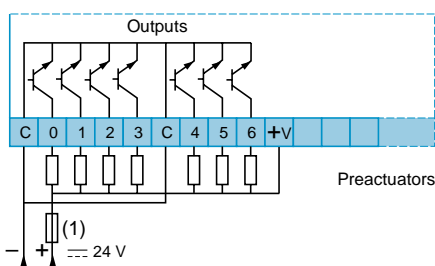 Outputs
C 0 1 2 3 C 4 5 6 +V
Preactuators
(1)
– + 24 V